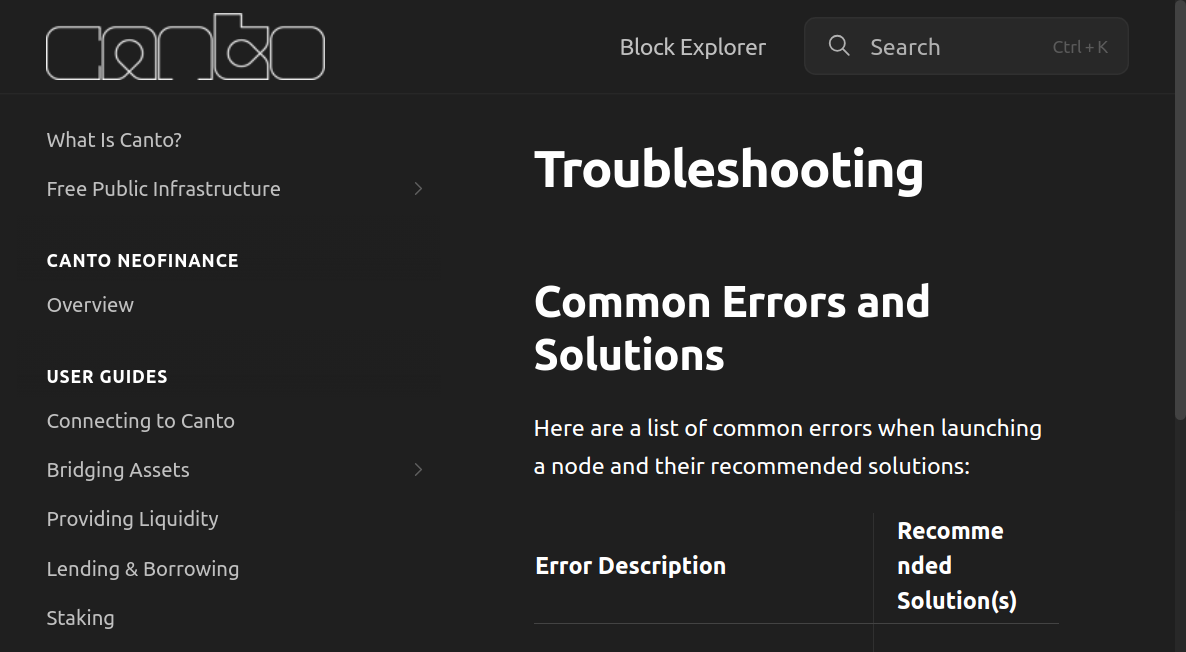 canto
Block Explorer
Search
Ctrl + K
What Is Canto?
Free Public Infrastructure
CANTO NEOFINANCE
Overview
USER GUIDES
Connecting to Canto
Bridging Assets
Providing Liquidity
Lending & Borrowing
Staking
Troubleshooting
Common Errors and
Solutions
Here are a list of common errors when launching
a node and their recommended solutions:
Error Description
Recomme
nded
Solution(s)